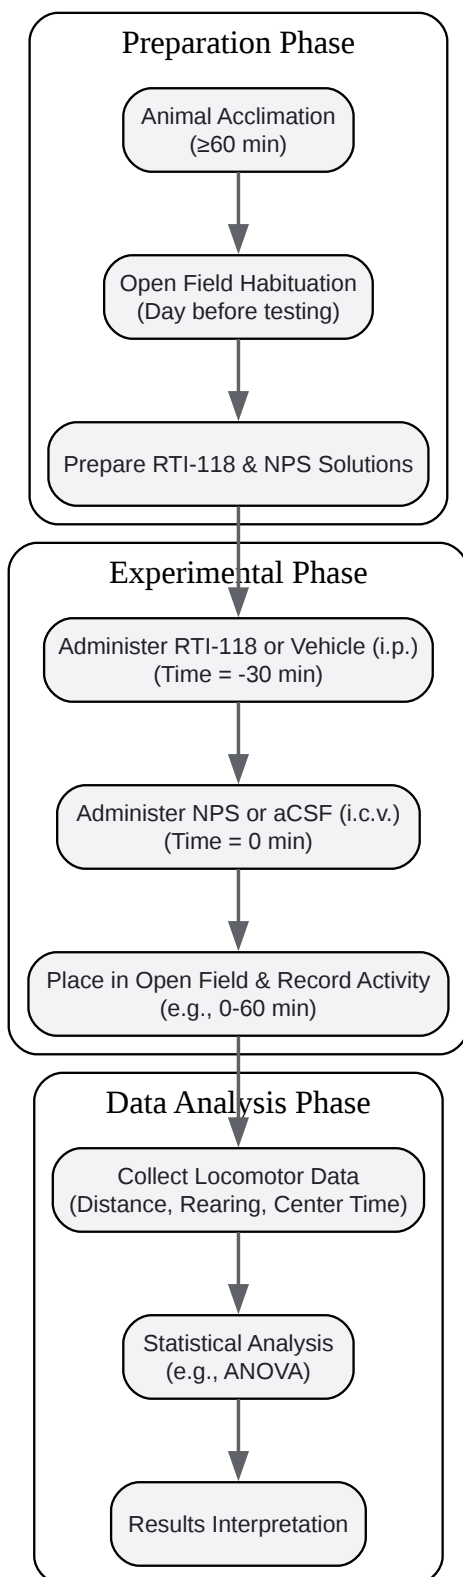 Preparation Phase
Animal Acclimation
(≥60 min)
Open Field Habituation
(Day before testing)
Prepare RTI-118 & NPS Solutions
Experimental Phase
Administer RTI-118 or Vehicle (i.p.)
(Time = -30 min)
Administer NPS or aCSF (i.c.v.)
(Time = 0 min)
Place in Open Field & Record Activity
(e.g., 0-60 min)
Data Analysis Phase
Collect Locomotor Data
(Distance, Rearing, Center Time)
Statistical Analysis
(e.g., ANOVA)
Results Interpretation